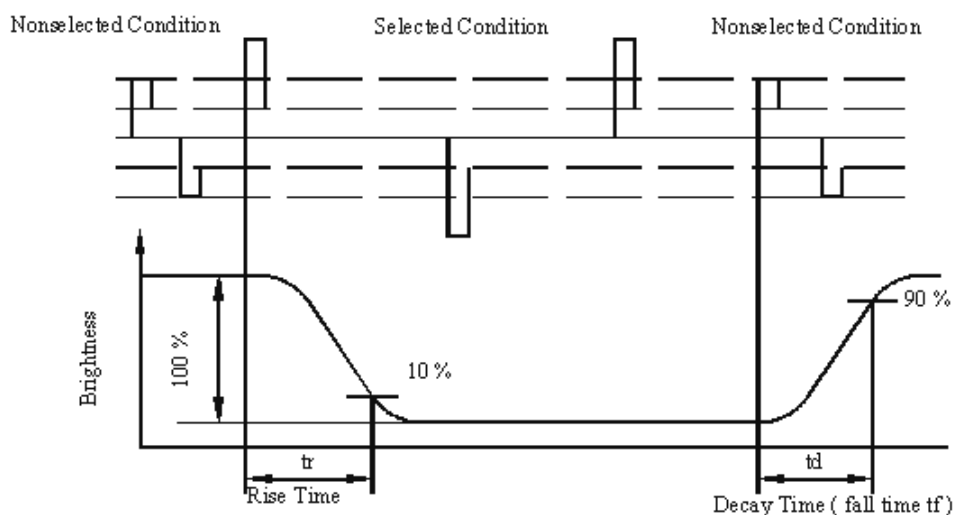 Nonselected Condition
Selected Condition
Nonselected Condition
Brightness
100 %
10 %
90 %
tr
Rise Time
td
Decay Time ( fall time tf)